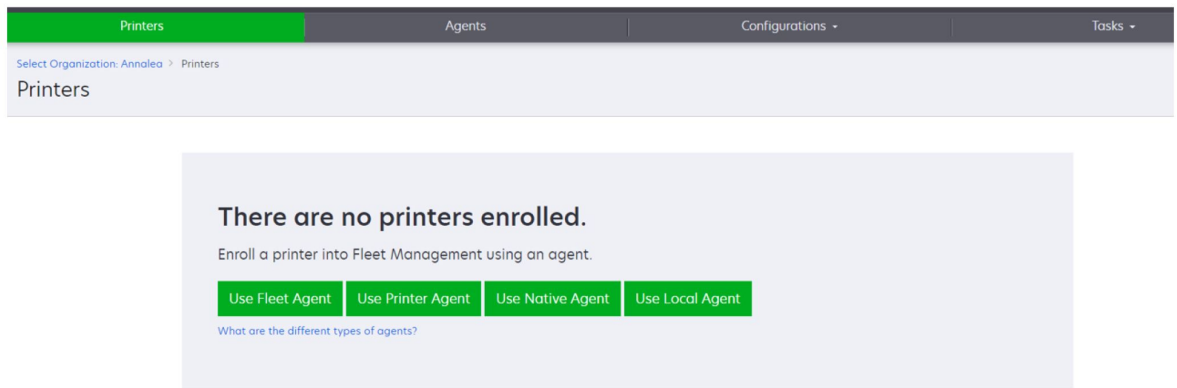 Printers Agents Configurations Tasks
Select Organization: Annalea > Printers
Printers
There are no printers enrolled.
Enroll a printer into Fleet Management using an agent.
Use Fleet Agent Use Printer Agent Use Native Agent Use Local Agent
What are the different types of agents?